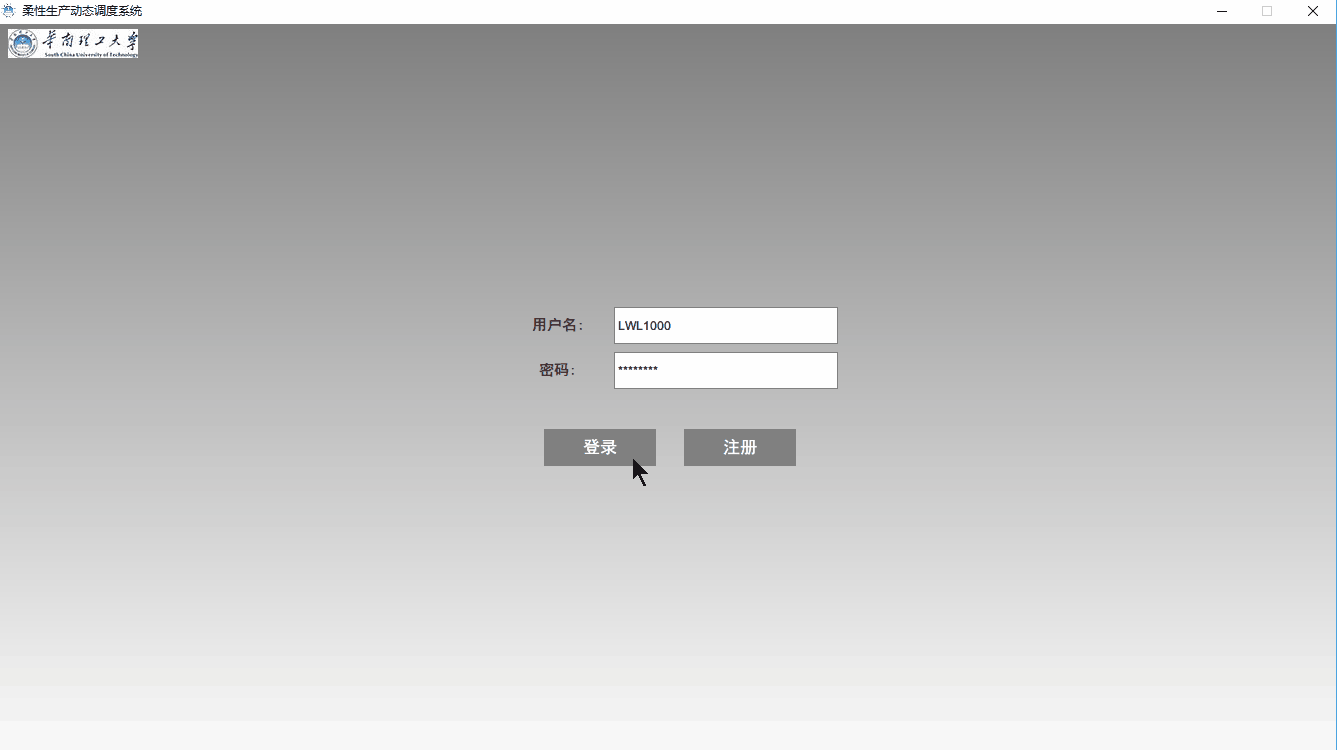 柔性生产动态调度系统
华南理工大学
South China University of Technology
用户名：
LWL1000
密码：
********
登录
注册